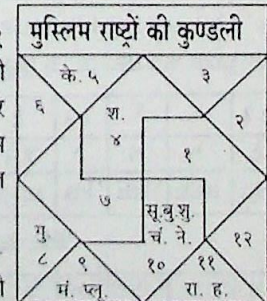 मुस्लिम राष्ट्रों की कुण्डली
के. ५
३
६
श.
४
२
१
७
सू.बु.शु.
चं. ने.
गु.
८
९
मं. प्लू.
१०
११
रा. ह.
१२